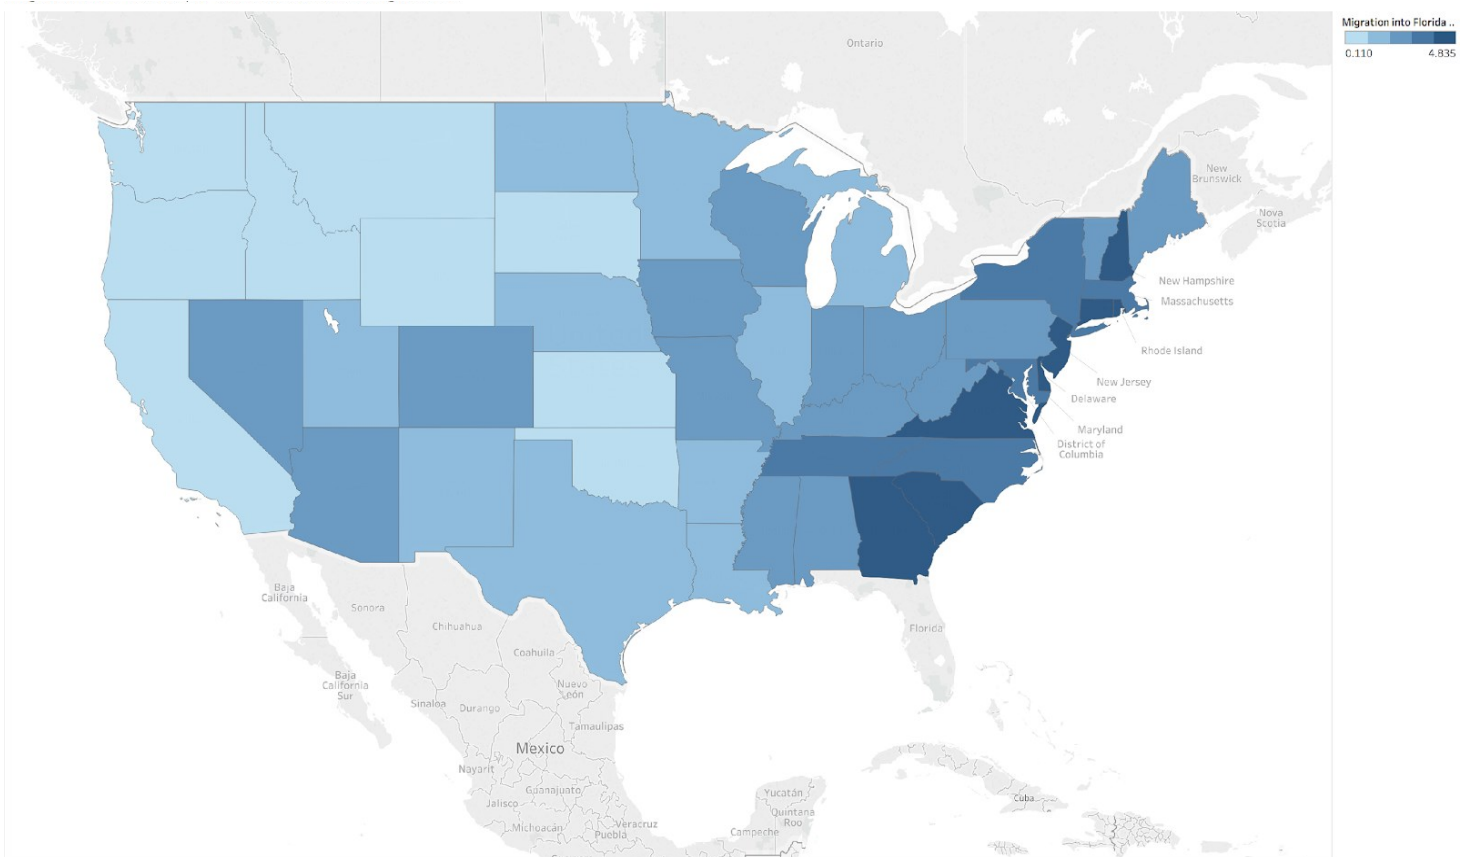 Migration into Florida ..
0.110
4.835
Ontario
New
Brunswick
Nova
Scotia
New Hampshire
Massachusetts
Rhode Island
New Jersey
Delaware
Maryland
District of
Columbia
Baja
California
Sonora
Chihuahua
Coahuila
Florida
Baja
California
Sur
Nuevo
León
Sinaloa
Durango
Tamaulipas
Mexico
Nayarit
Guanajuato
Yucatán
Cuba
Jalisco
Quintana
Roo
Michoacán
Veracruz
Puebla
Campeche